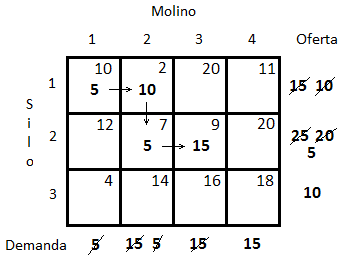 Molino
1 2 3 4 Oferta
10 2 20 11
1 5 10 15 10
12 7 9 20
2 5 15 25 20
5
4 14 16 18
3 10
Silo
Demanda 5 15 5 15 15